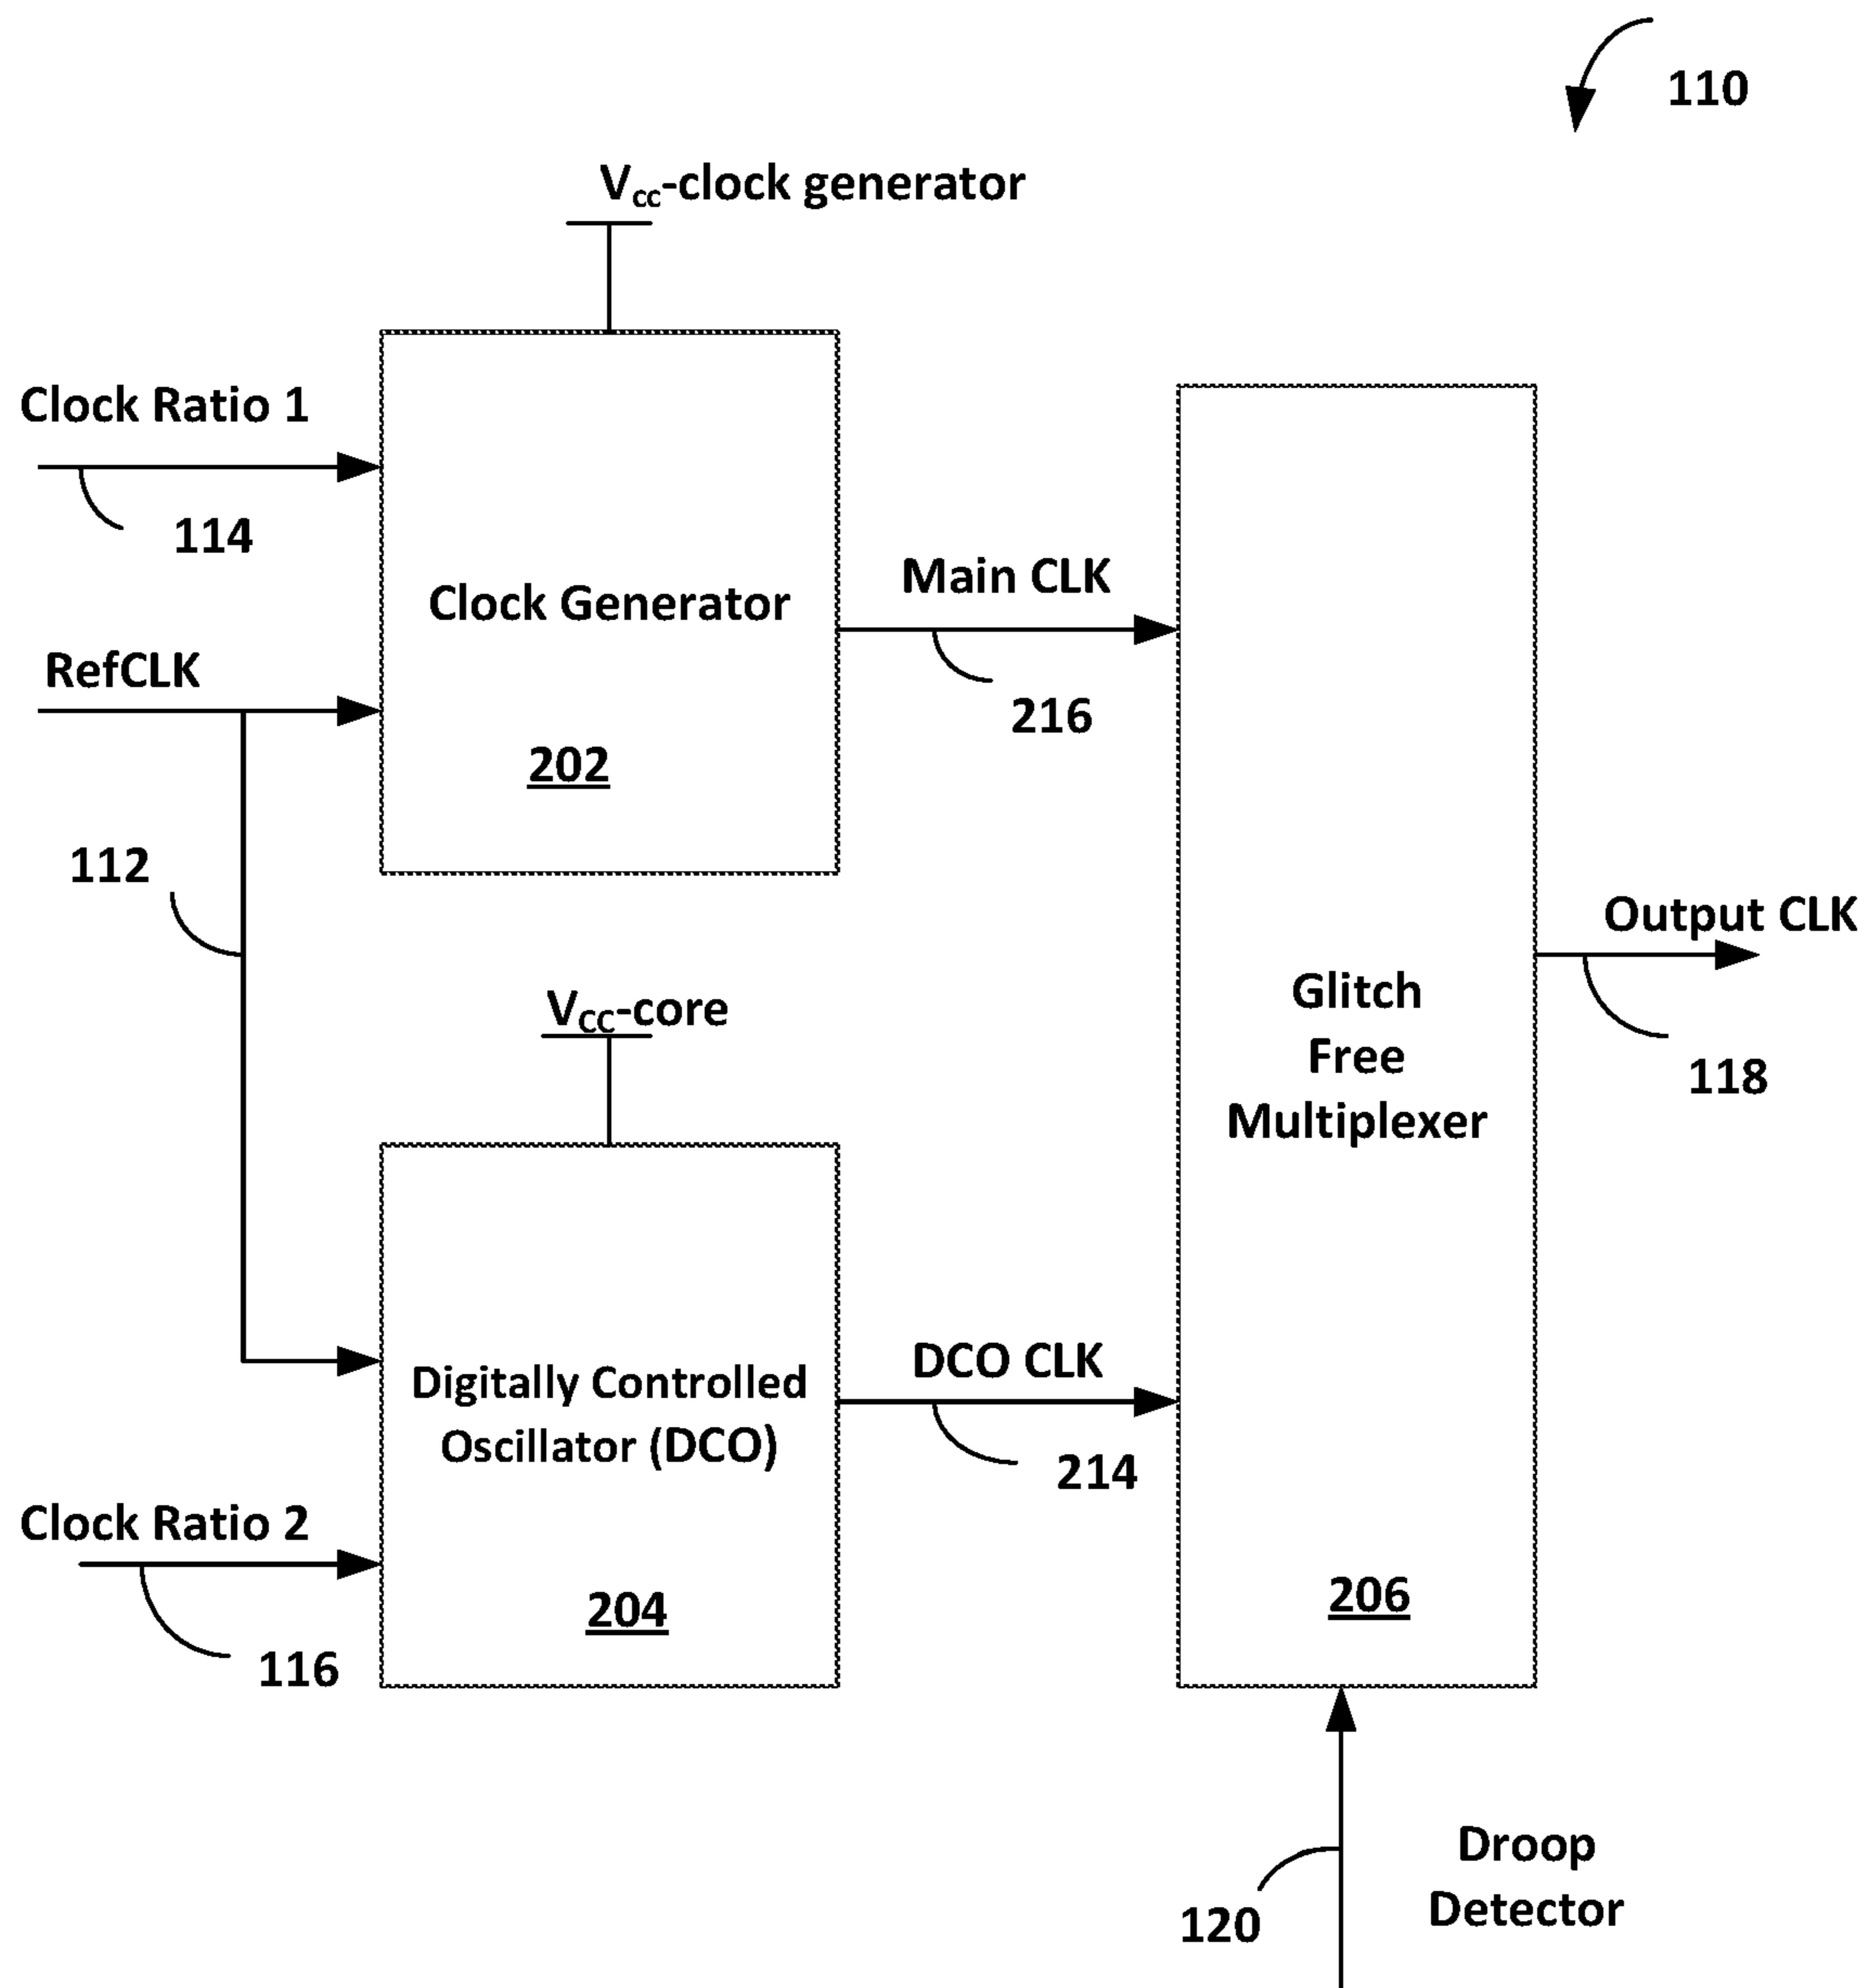 110
Vcc-clock generator
Clock Ratio 1
114
Clock Generator
Main CLK
RefCLK
216
202
112
Output CLK
Glitch
Free
Multiplexer
VCC-core
118
DCO CLK
Digitally Controlled
Oscillator (DCO)
214
Clock Ratio 2
204
206
116
Droop
Detector
120